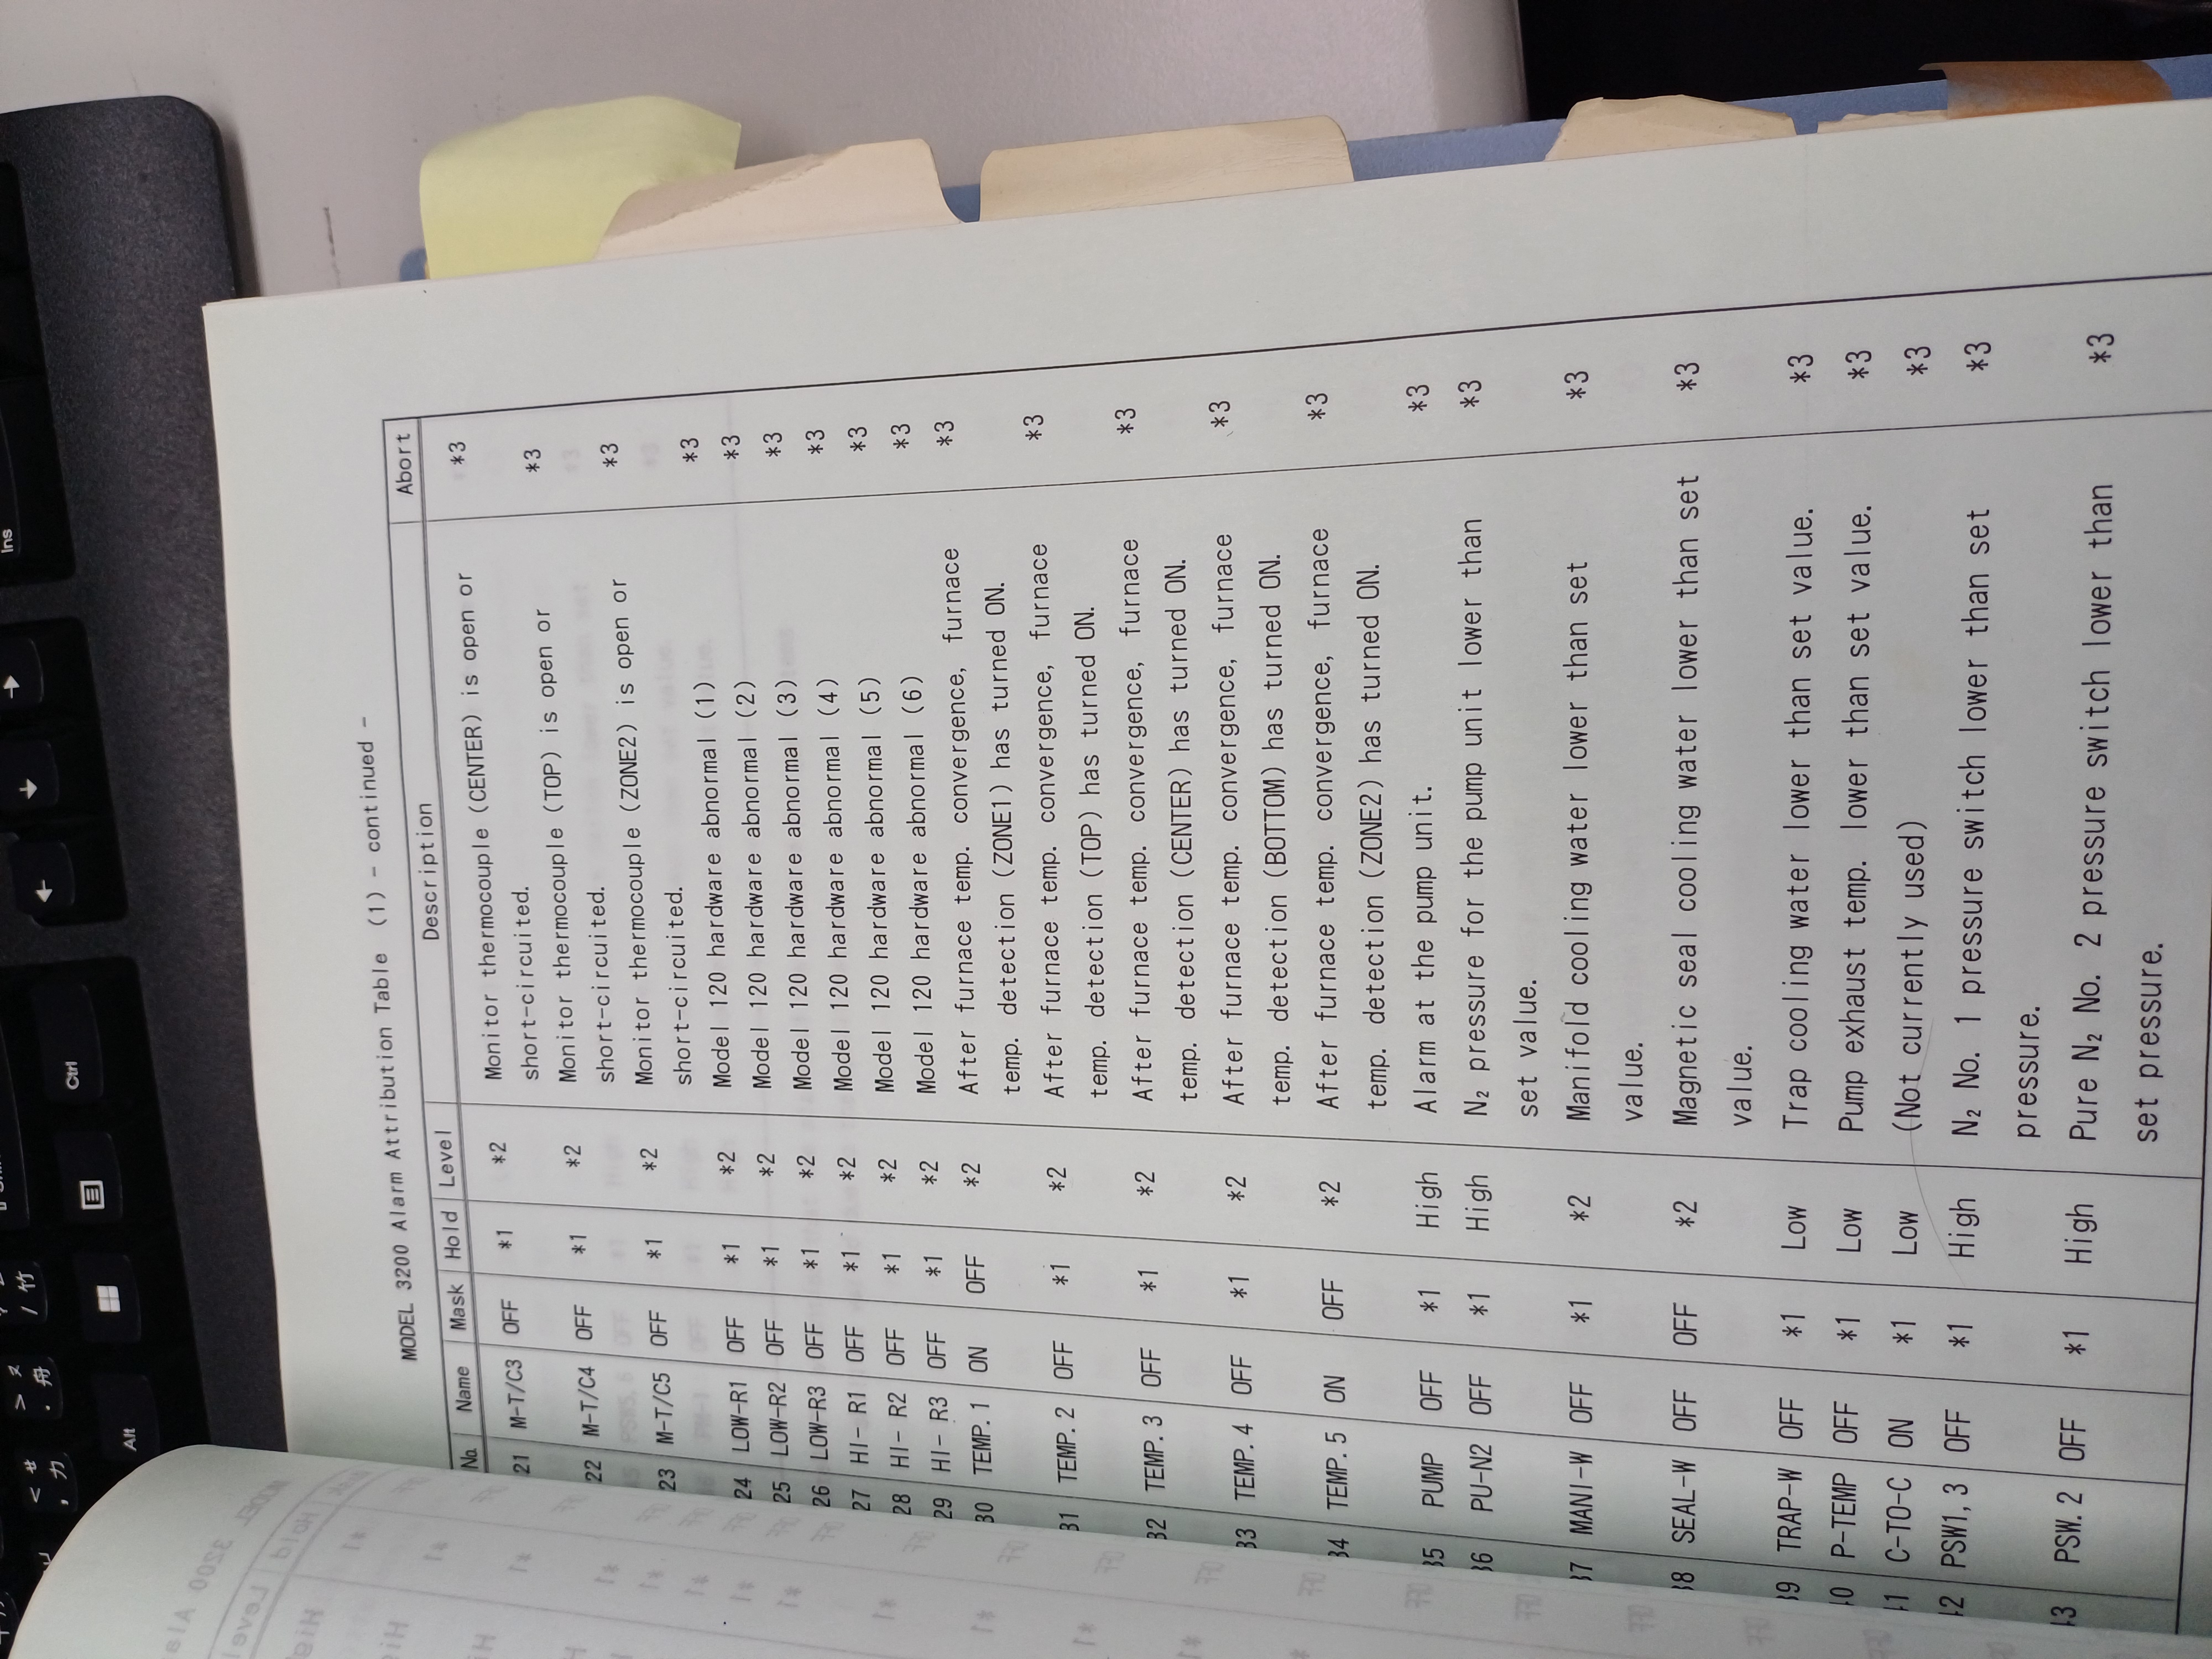 < セ
, カ 力
> ヌ
. 舟
/ 竹
Ins
Ctrl
Alt
MODEL 3200 Alarm Attribution Table (1) - continued -
No. Name Mask Hold Level Description Abort
21 M-T/C3 OFF *1 *2 Monitor thermocouple (CENTER) is open or *3
short-circuited.
22 M-T/C4 OFF *1 *2 Monitor thermocouple (TOP) is open or *3
short-circuited.
23 M-T/C5 OFF *1 *2 Monitor thermocouple (ZONE2) is open or *3
short-circuited.
24 LOW-R1 OFF *1 *2 Model 120 hardware abnormal (1) *3
25 LOW-R2 OFF *1 *2 Model 120 hardware abnormal (2) *3
26 LOW-R3 OFF *1 *2 Model 120 hardware abnormal (3) *3
27 HI- R1 OFF *1 *2 Model 120 hardware abnormal (4) *3
28 HI- R2 OFF *1 *2 Model 120 hardware abnormal (5) *3
29 HI- R3 OFF *1 *2 Model 120 hardware abnormal (6) *3
30 TEMP. 1 ON OFF *2 After furnace temp. convergence, furnace *3
temp. detection (ZONE1) has turned ON.
31 TEMP. 2 OFF *1 *2 After furnace temp. convergence, furnace *3
temp. detection (TOP) has turned ON.
32 TEMP. 3 OFF *1 *2 After furnace temp. convergence, furnace *3
temp. detection (CENTER) has turned ON.
33 TEMP. 4 OFF *1 *2 After furnace temp. convergence, furnace *3
temp. detection (BOTTOM) has turned ON.
34 TEMP. 5 ON OFF *2 After furnace temp. convergence, furnace *3
temp. detection (ZONE2) has turned ON.
35 PUMP OFF *1 High Alarm at the pump unit. *3
36 PU-N2 OFF *1 High N₂ pressure for the pump unit lower than *3
set value.
37 MANI-W OFF *1 *2 Manifold cooling water lower than set *3
value.
38 SEAL-W OFF OFF *2 Magnetic seal cooling water lower than set *3
value.
39 TRAP-W OFF *1 Low Trap cooling water lower than set value. *3
40 P-TEMP OFF *1 Low Pump exhaust temp. lower than set value. *3
41 C-TO-C ON *1 Low (Not currently used) *3
42 PSW1, 3 OFF *1 High N₂ No. 1 pressure switch lower than set *3
pressure.
43 PSW. 2 OFF *1 High Pure N₂ No. 2 pressure switch lower than *3
set pressure.